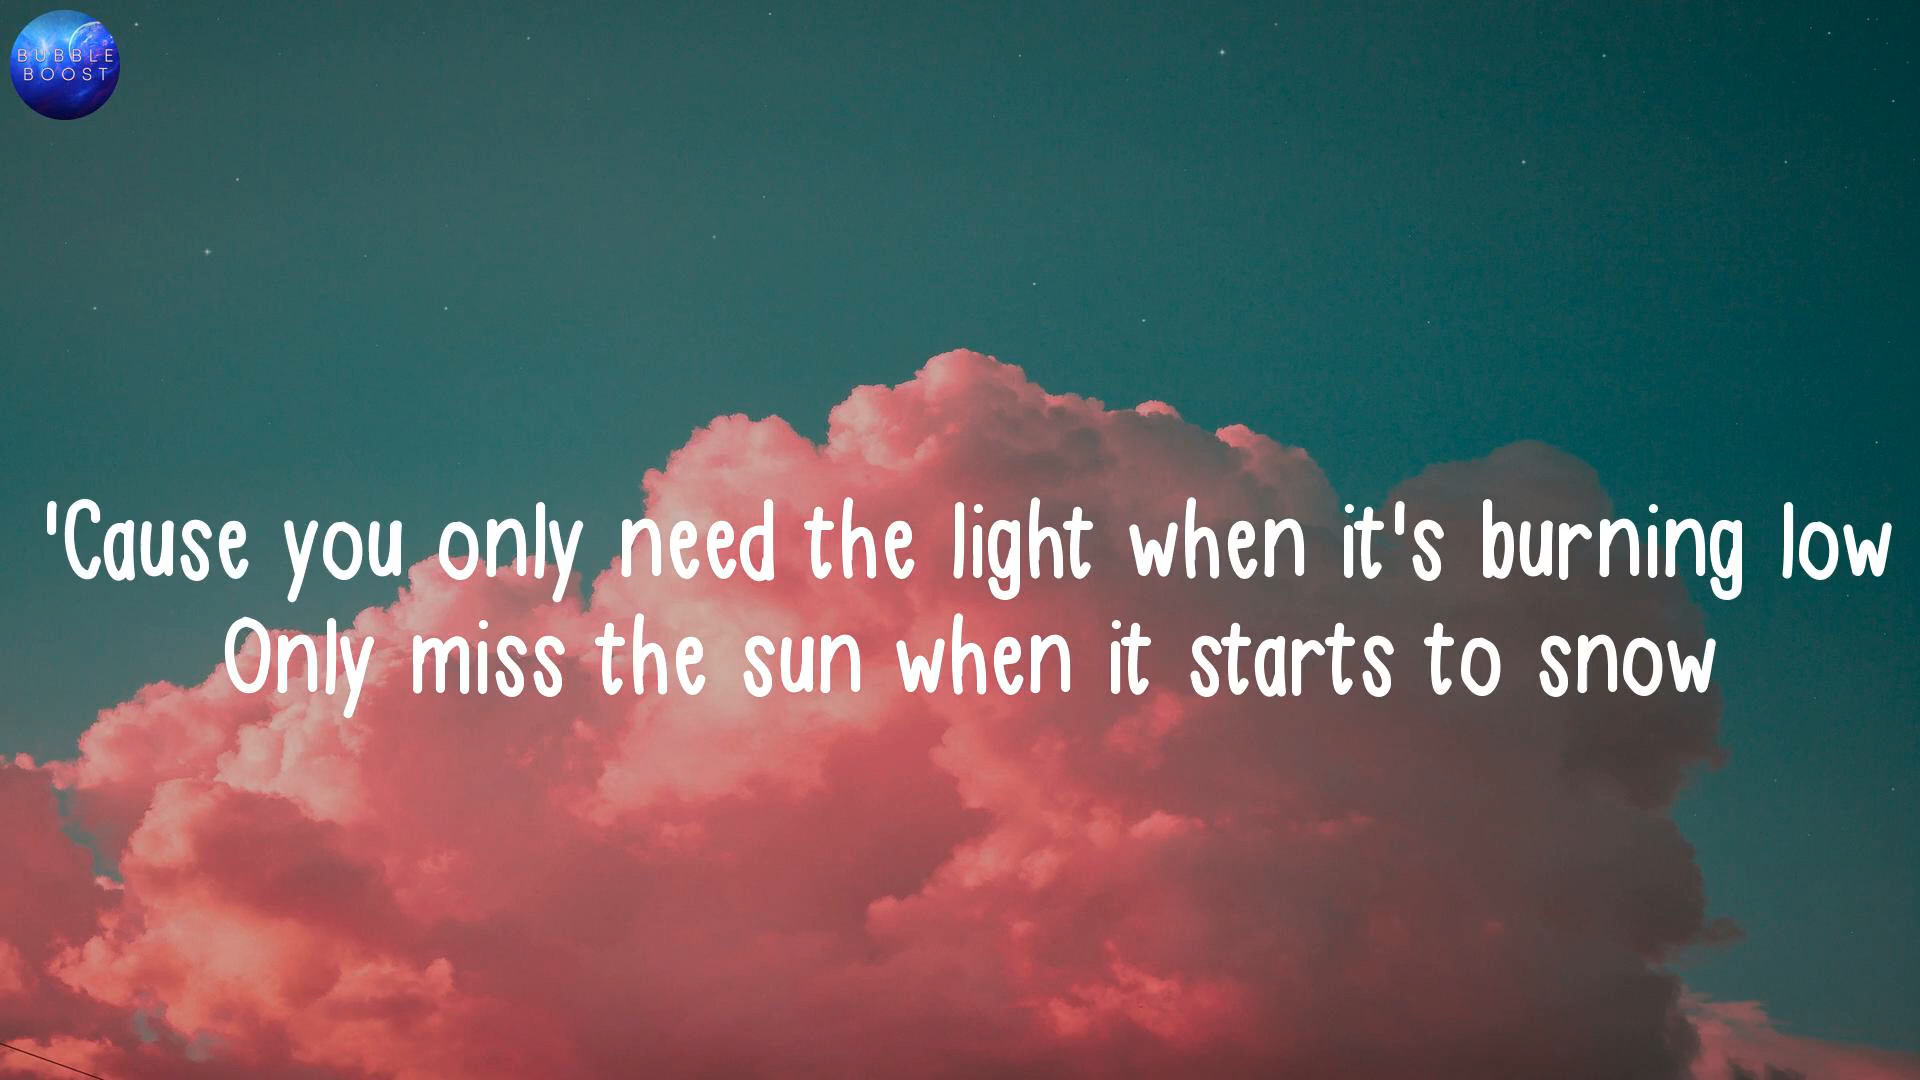 BUBBLE
BOOST
'Cause you only need the light when it's burning low
Only miss the sun when it starts to snow